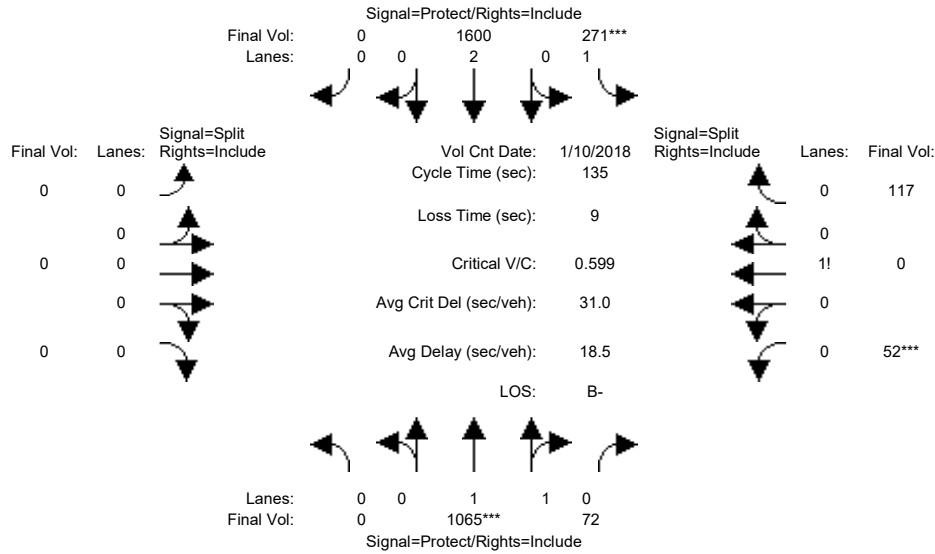 Signal=Protect/Rights=Include
Final Vol: 0 1600 271***
Lanes: 0 0 2 0 1
Signal=Split Signal=Split
Final Vol: Lanes: Rights=Include Vol Cnt Date: 1/10/2018 Rights=Include Lanes: Final Vol:
Cycle Time (sec): 135
0 0 0 117
Loss Time (sec): 9
0 0
0 0 Critical V/C: 0.599 1! 0
0 Avg Crit Del (sec/veh): 31.0 0
0 0 Avg Delay (sec/veh): 18.5 0 52***
LOS: B-
Lanes: 0 0 1 1 0
Final Vol: 0 1065*** 72
Signal=Protect/Rights=Include